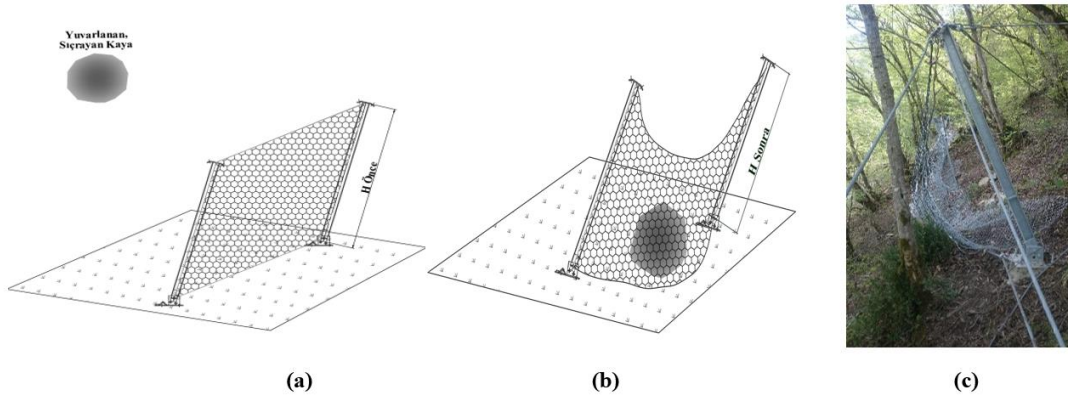 Yuvarlanan,
Sıçrayan Kaya
H Önce
H Sonra
(a)
(b)
(c)